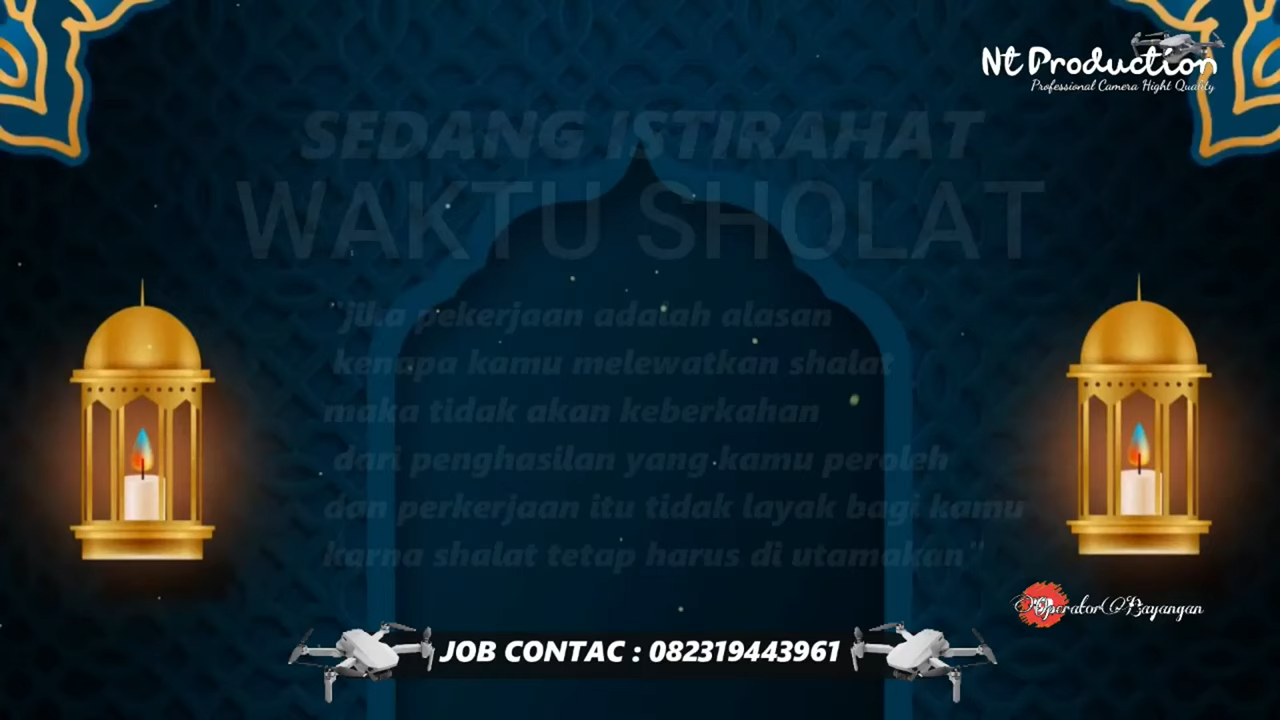 Nt Production
Professional Camera Hight Quality
SEDANG ISTIRAHAT
WAKTU SHOLAT
"jika pekerjaan adalah alasan
kenapa kamu melewatkan shalat
maka tidak akan keberkahan
dari penghasilan yang kamu peroleh
dan perkerjaan itu tidak layak bagi kamu
karna shalat tetap harus di utamakan"
Operator Bayangan
JOB CONTAC : 082319443961